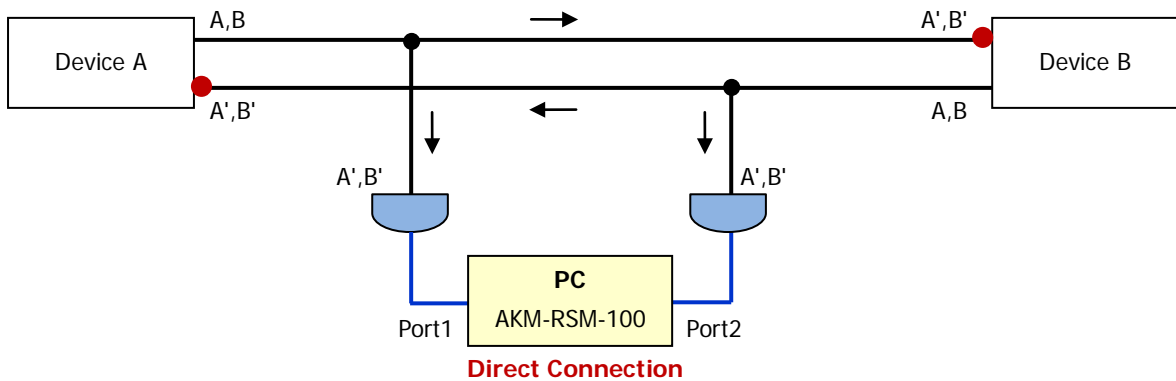 A,B
A',B'
Device A
Device B
A',B'
A,B
A',B'
A',B'
PC
AKM-RSM-100
Port1
Port2
Direct Connection